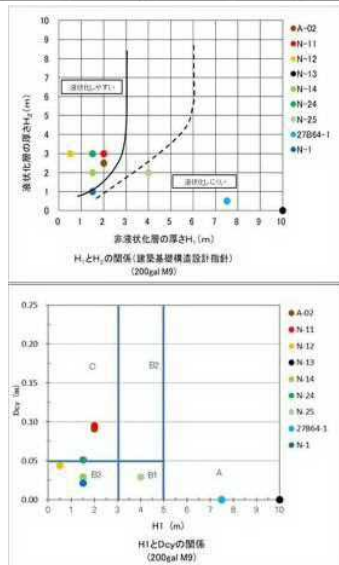 A-02
N-11
N-12
N-13
N-14
N-24
N-25
27B64-1
N-1
液状化しやすい
液状化しにくい
液状化層の厚さH₂(m)
10
9
8
7
6
5
4
3
2
1
0
0 1 2 3 4 5 6 7 8 9 10
非液状化層の厚さH₁(m)
H₁とH₂の関係(建築基礎構造設計指針)
(200gal M9)
0.25
0.20
0.15
0.10
0.05
0.00
Dcy (m)
C
B2
B3
B1
A
A-02
N-11
N-12
N-13
N-14
N-24
N-25
27B64-1
N-1
0 1 2 3 4 5 6 7 8 9 10
H1 (m)
H1とDcyの関係
(200gal M9)